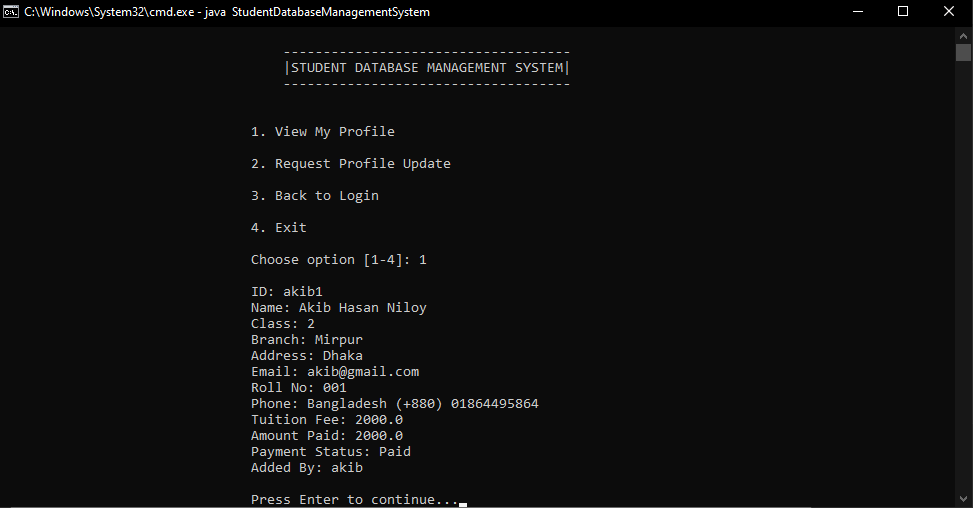 C:\Windows\System32\cmd.exe - java  StudentDatabaseManagementSystem
------------------------------------
|STUDENT DATABASE MANAGEMENT SYSTEM|
------------------------------------
1. View My Profile
2. Request Profile Update
3. Back to Login
4. Exit
Choose option [1-4]: 1
ID: akib1
Name: Akib Hasan Niloy
Class: 2
Branch: Mirpur
Address: Dhaka
Email: akib@gmail.com
Roll No: 001
Phone: Bangladesh (+880) 01864495864
Tuition Fee: 2000.0
Amount Paid: 2000.0
Payment Status: Paid
Added By: akib
Press Enter to continue...